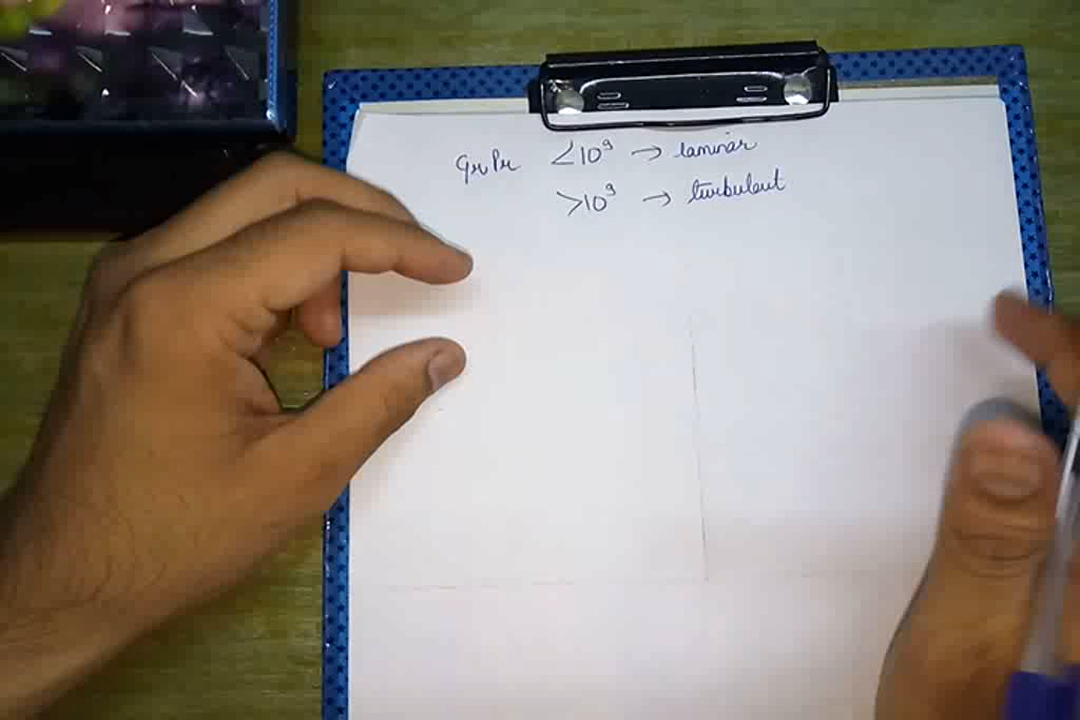 GrPr <10⁹ → laminar
>10⁹ → turbulent